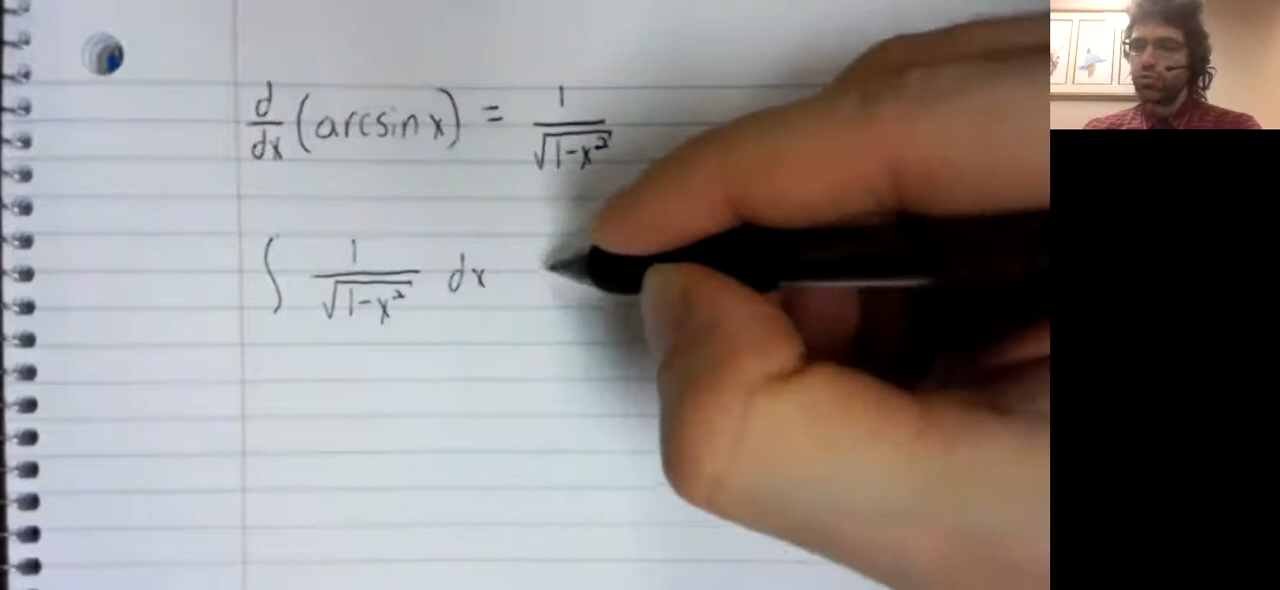 d/dx (arcsin x) = 1/√(1-x²)
∫ 1/√(1-x²) dx